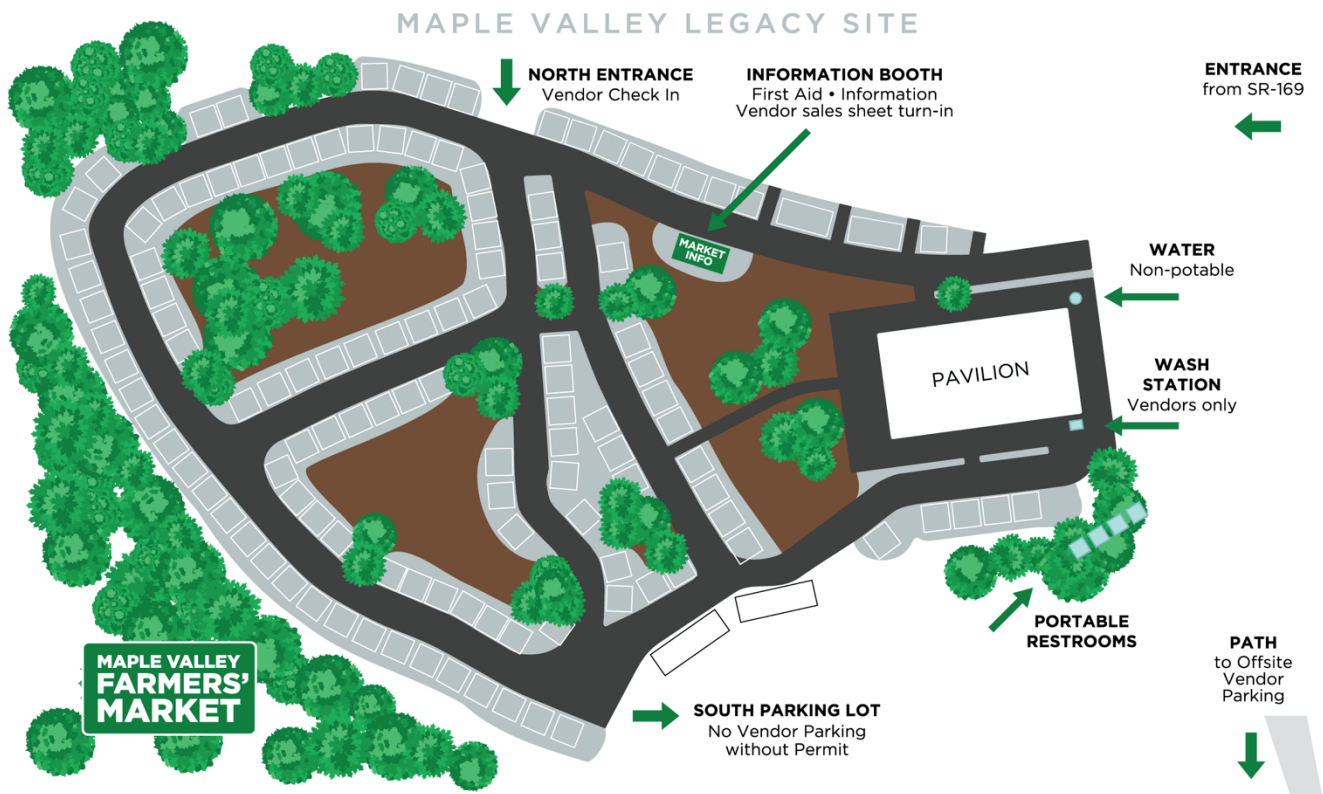 MAPLE VALLEY LEGACY SITE
NORTH ENTRANCE
Vendor Check In
INFORMATION BOOTH
First Aid • Information
Vendor sales sheet turn-in
ENTRANCE
from SR-169
MARKET
INFO
WATER
Non-potable
PAVILION
WASH
STATION
Vendors only
PORTABLE
RESTROOMS
PATH
to Offsite
Vendor
Parking
MAPLE VALLEY
FARMERS'
MARKET
SOUTH PARKING LOT
No Vendor Parking
without Permit